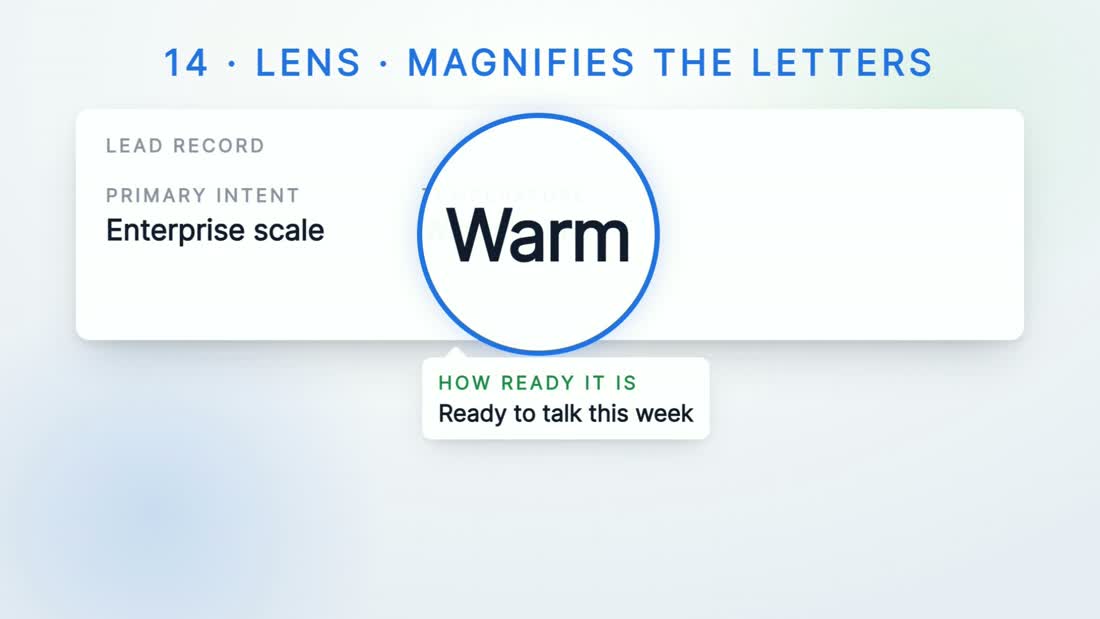 14 · LENS · MAGNIFIES THE LETTERS
LEAD RECORD
PRIMARY INTENT
Enterprise scale
Warm
HOW READY IT IS
Ready to talk this week